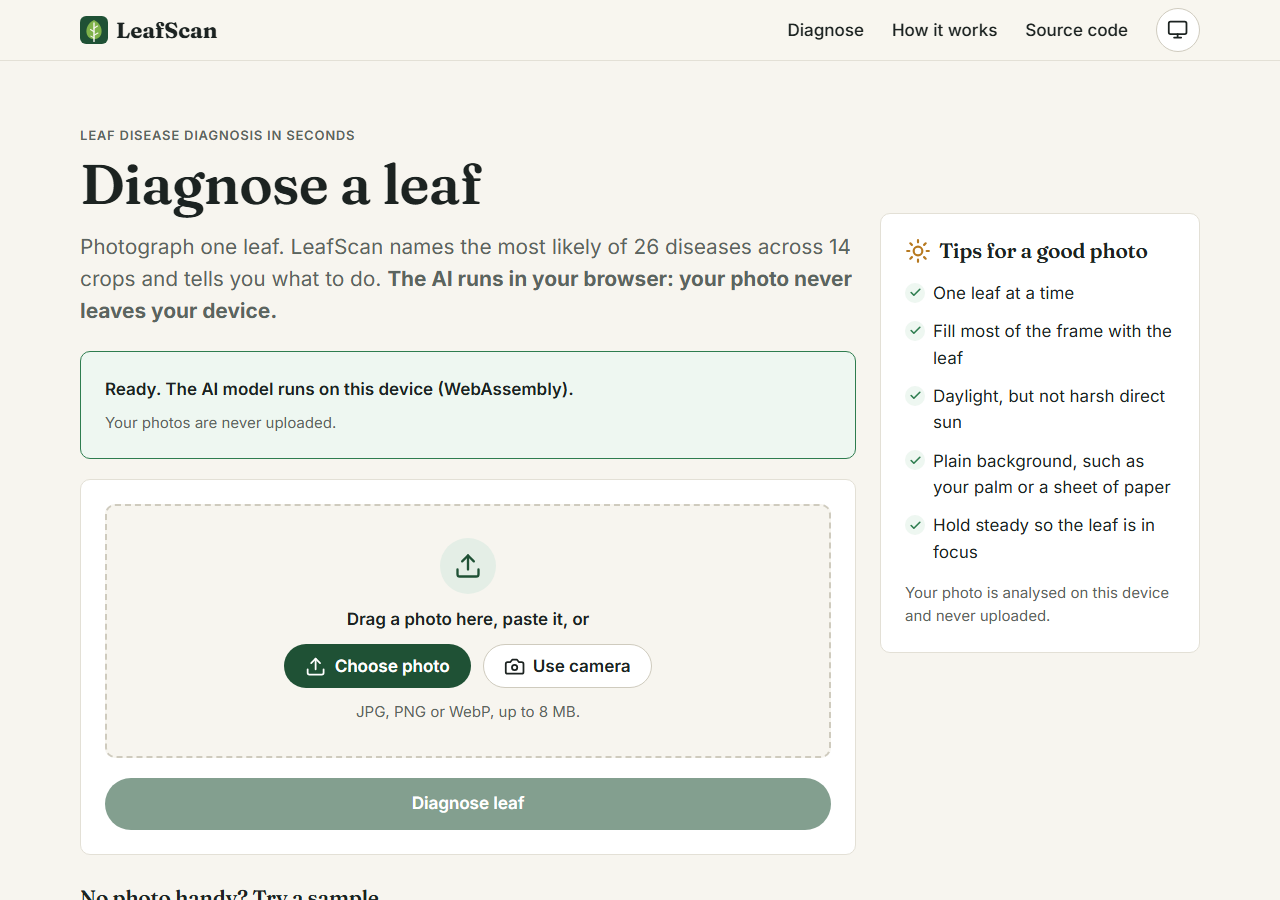 LeafScan
Diagnose
How it works
Source code
LEAF DISEASE DIAGNOSIS IN SECONDS
Diagnose a leaf
Photograph one leaf. LeafScan names the most likely of 26 diseases across 14
crops and tells you what to do. The AI runs in your browser: your photo never
leaves your device.
Ready. The AI model runs on this device (WebAssembly).
Your photos are never uploaded.
Drag a photo here, paste it, or
Choose photo
Use camera
JPG, PNG or WebP, up to 8 MB.
Diagnose leaf
No photo handy? Try a sample
Tips for a good photo
One leaf at a time
Fill most of the frame with the
leaf
Daylight, but not harsh direct
sun
Plain background, such as
your palm or a sheet of paper
Hold steady so the leaf is in
focus
Your photo is analysed on this device
and never uploaded.